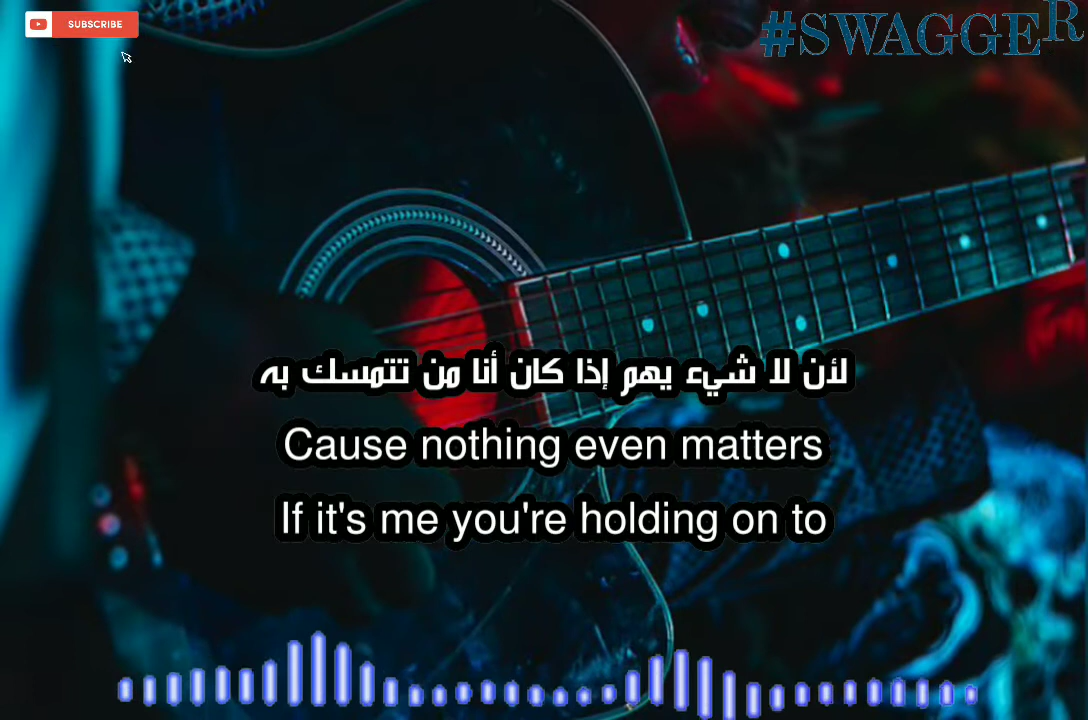 SUBSCRIBE
#SWAGGER
لأن لا شيء يهم إذا كان أنا من تتمسك به
Cause nothing even matters
If it's me you're holding on to